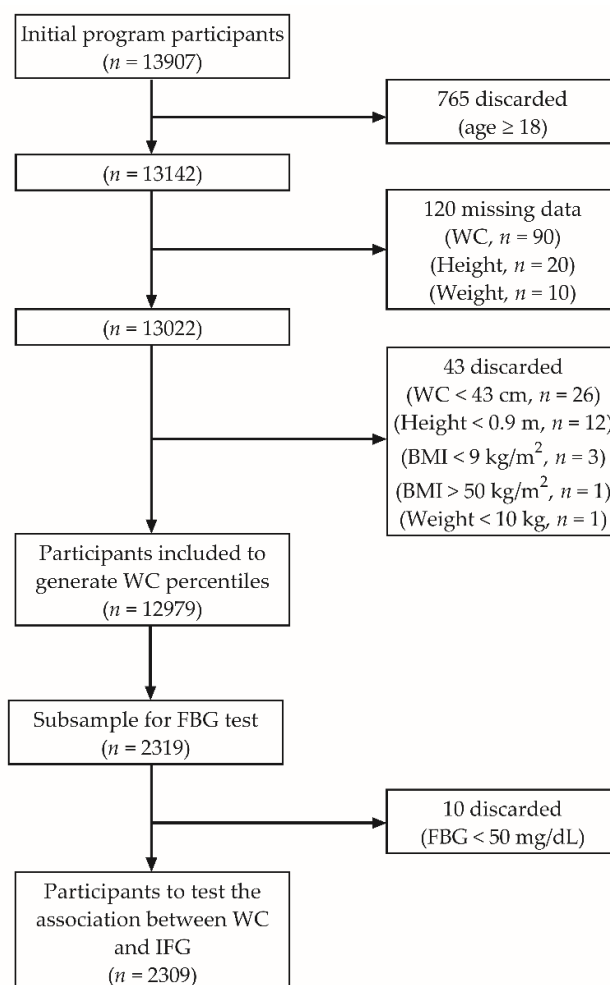 Initial program participants
(n = 13907)
765 discarded
(age ≥ 18)
(n = 13142)
120 missing data
(WC, n = 90)
(Height, n = 20)
(Weight, n = 10)
(n = 13022)
43 discarded
(WC < 43 cm, n = 26)
(Height < 0.9 m, n = 12)
(BMI < 9 kg/m², n = 3)
(BMI > 50 kg/m², n = 1)
(Weight < 10 kg, n = 1)
Participants included to
generate WC percentiles
(n = 12979)
Subsample for FBG test
(n = 2319)
10 discarded
(FBG < 50 mg/dL)
Participants to test the
association between WC
and IFG
(n = 2309)